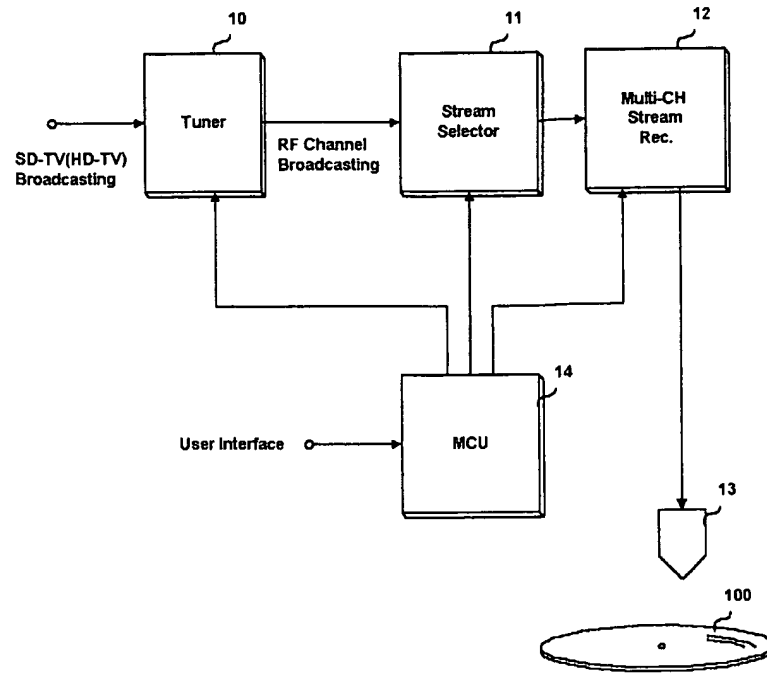 10
11
12
Tuner
Stream
Selector
Multi-CH
Stream
Rec.
SD-TV(HD-TV)
Broadcasting
RF Channel
Broadcasting
14
User Interface
MCU
13
100